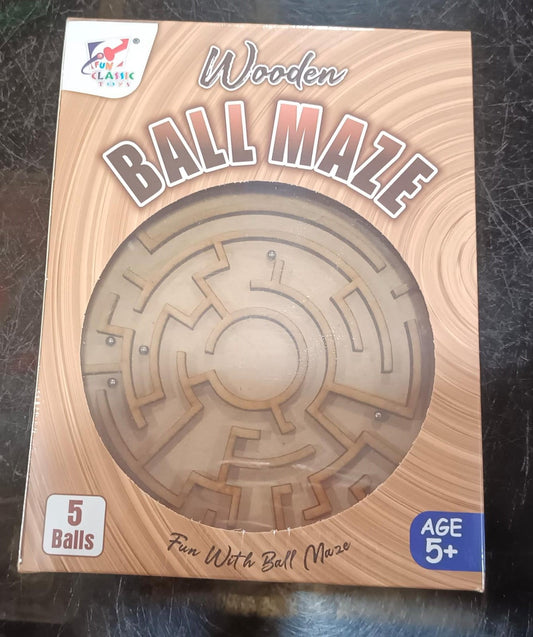 FUN
CLASSIC
TOYS
®
Wooden
BALL MAZE
5
Balls
Fun With Ball Maze
AGE
5+